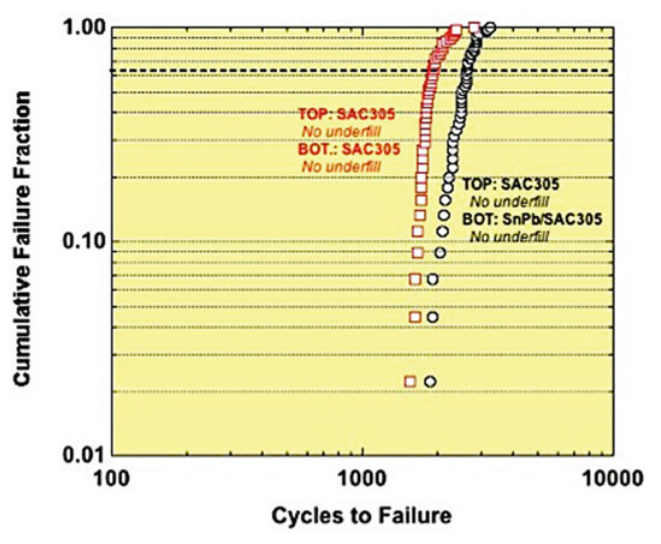 1.00
TOP: SAC305
No underfill
BOT.: SAC305
No underfill
TOP: SAC305
No underfill
BOT: SnPb/SAC305
No underfill
0.10
0.01
100
1000
10000
Cumulative Failure Fraction
Cycles to Failure